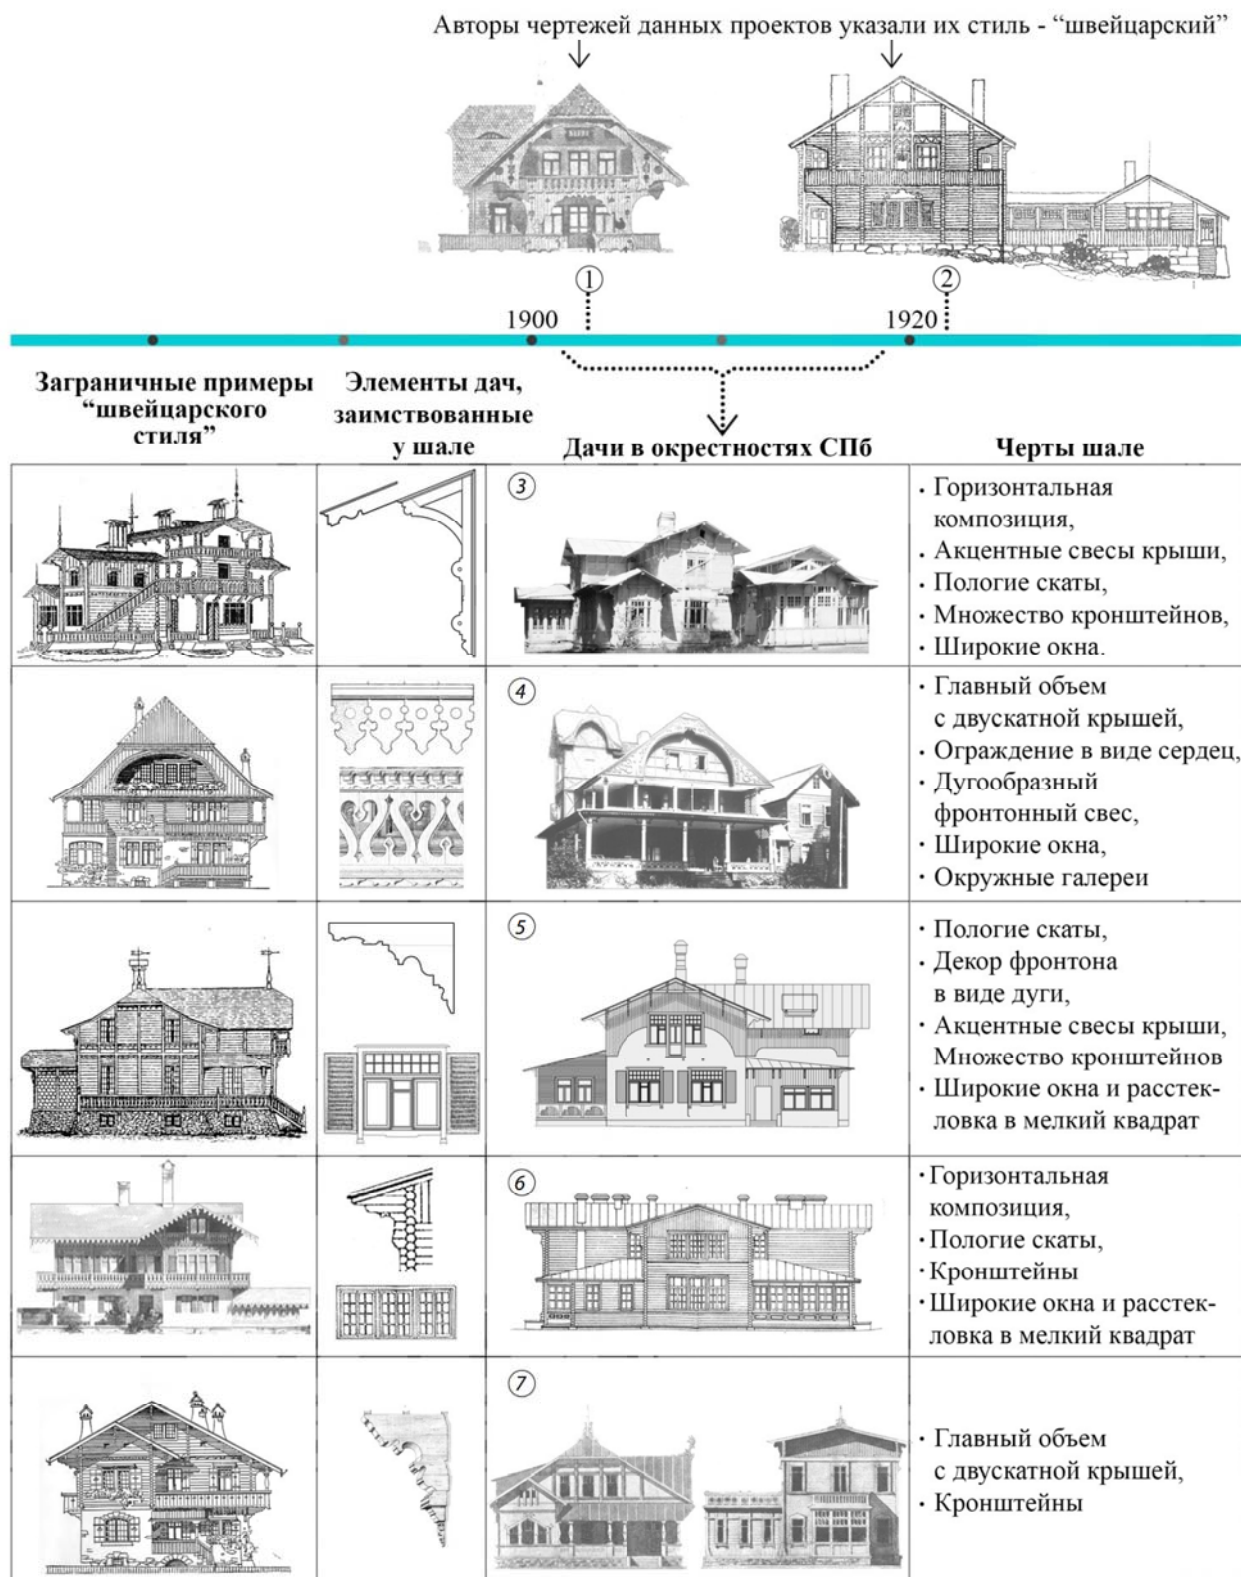 Авторы чертежей данных проектов указали их стиль - “швейцарский”
1
2
1900
1920
Заграничные примеры
“швейцарского
стиля”
Элементы дач,
заимствованные
у шале
Дачи в окрестностях СПб
Черты шале
3
· Горизонтальная
композиция,
· Акцентные свесы крыши,
· Пологие скаты,
· Множество кронштейнов,
· Широкие окна.
4
· Главный объем
с двускатной крышей,
· Ограждение в виде сердец,
· Дугообразный
фронтонный свес,
· Широкие окна,
· Окружные галереи
5
· Пологие скаты,
· Декор фронтона
в виде дуги,
· Акцентные свесы крыши,
Множество кронштейнов
· Широкие окна и расстек-
ловка в мелкий квадрат
6
· Горизонтальная
композиция,
· Пологие скаты,
· Кронштейны
· Широкие окна и расстек-
ловка в мелкий квадрат
7
· Главный объем
с двускатной крышей,
· Кронштейны